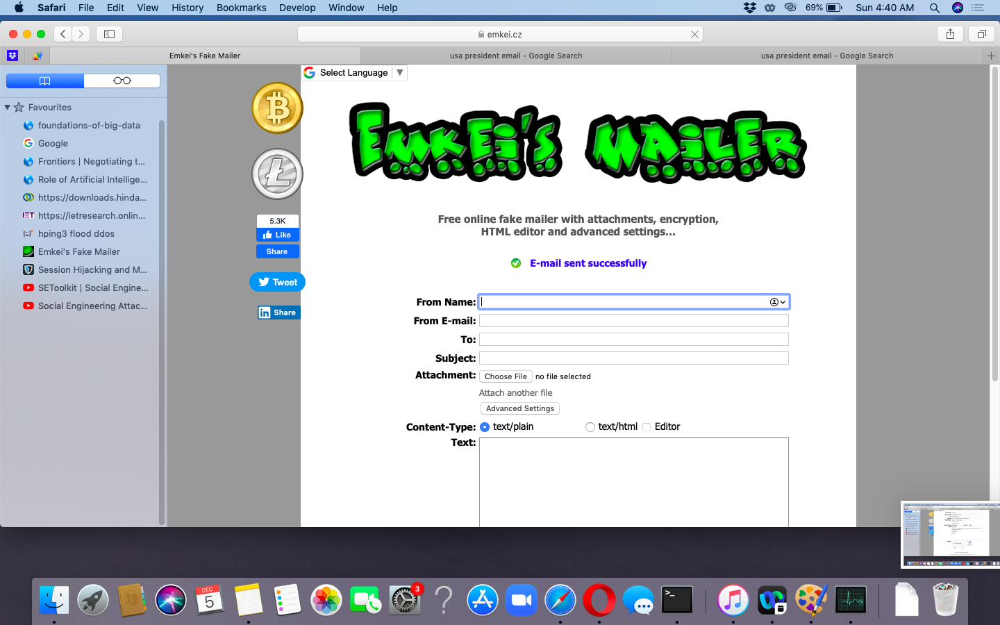 Safari File Edit View History Bookmarks Develop Window Help 69% Sun 4:40 AM
emkei.cz
Emkei's Fake Mailer
usa president email - Google Search
usa president email - Google Search
Favourites
foundations-of-big-data
Google
Frontiers | Negotiating t...
Role of Artificial Intellige...
https://downloads.hinda...
https://ietresearch.onlin...
hping3 flood ddos
Emkei's Fake Mailer
Session Hijacking and M...
SEToolkit | Social Engine...
Social Engineering Attac...
Select Language
EMKEI'S MAILER
5.3K
Like
Share
Tweet
Share
Free online fake mailer with attachments, encryption,
HTML editor and advanced settings...
E-mail sent successfully
From Name:
From E-mail:
To:
Subject:
Attachment: Choose File no file selected
Attach another file
Advanced Settings
Content-Type: text/plain text/html Editor
Text:
DEC
5
3